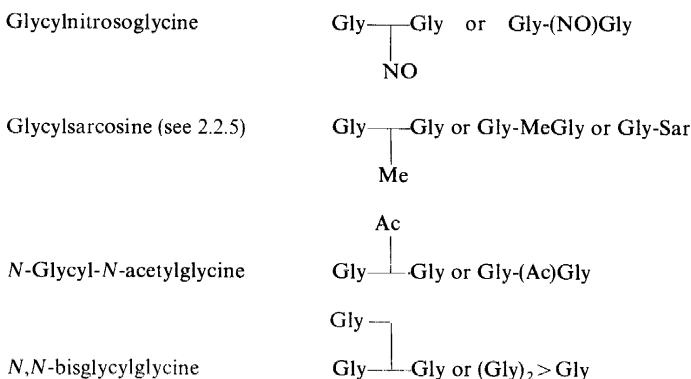 Glycylnitrosoglycine Gly Gly or Gly-(NO)Gly
NO
Glycylsarcosine (see 2.2.5) Gly Gly or Gly-MeGly or Gly-Sar
Me
Ac
N-Glycyl-N-acetylglycine Gly Gly or Gly-(Ac)Gly
Gly
N,N-bisglycylglycine Gly Gly or (Gly)₂>Gly